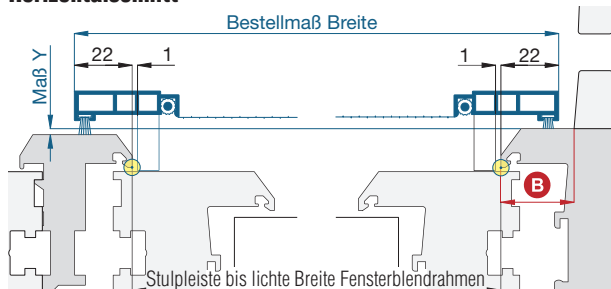 Horizontalschnitt
Bestellmaß Breite
22
1
1
22
Maß Y
B
Stulpleiste bis lichte Breite Fensterblendrahmen